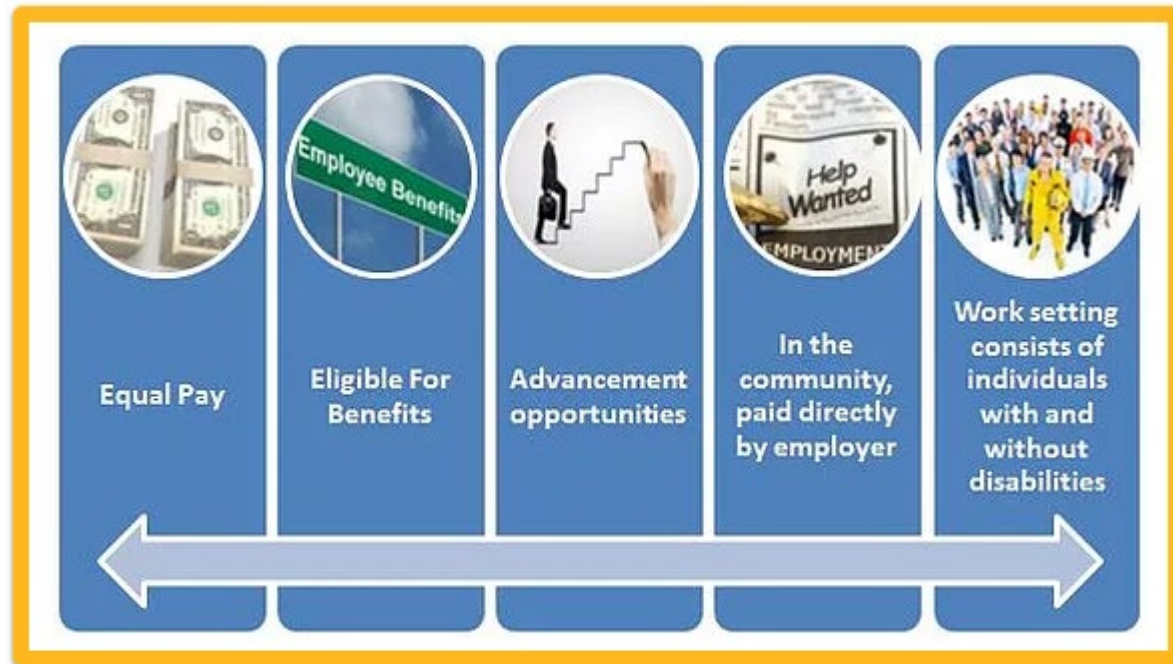 Employee Benefits
Help
Wanted
EMPLOYMENT
Equal Pay
Eligible For
Benefits
Advancement
opportunities
In the
community,
paid directly
by employer
Work setting
consists of
individuals
with and
without
disabilities